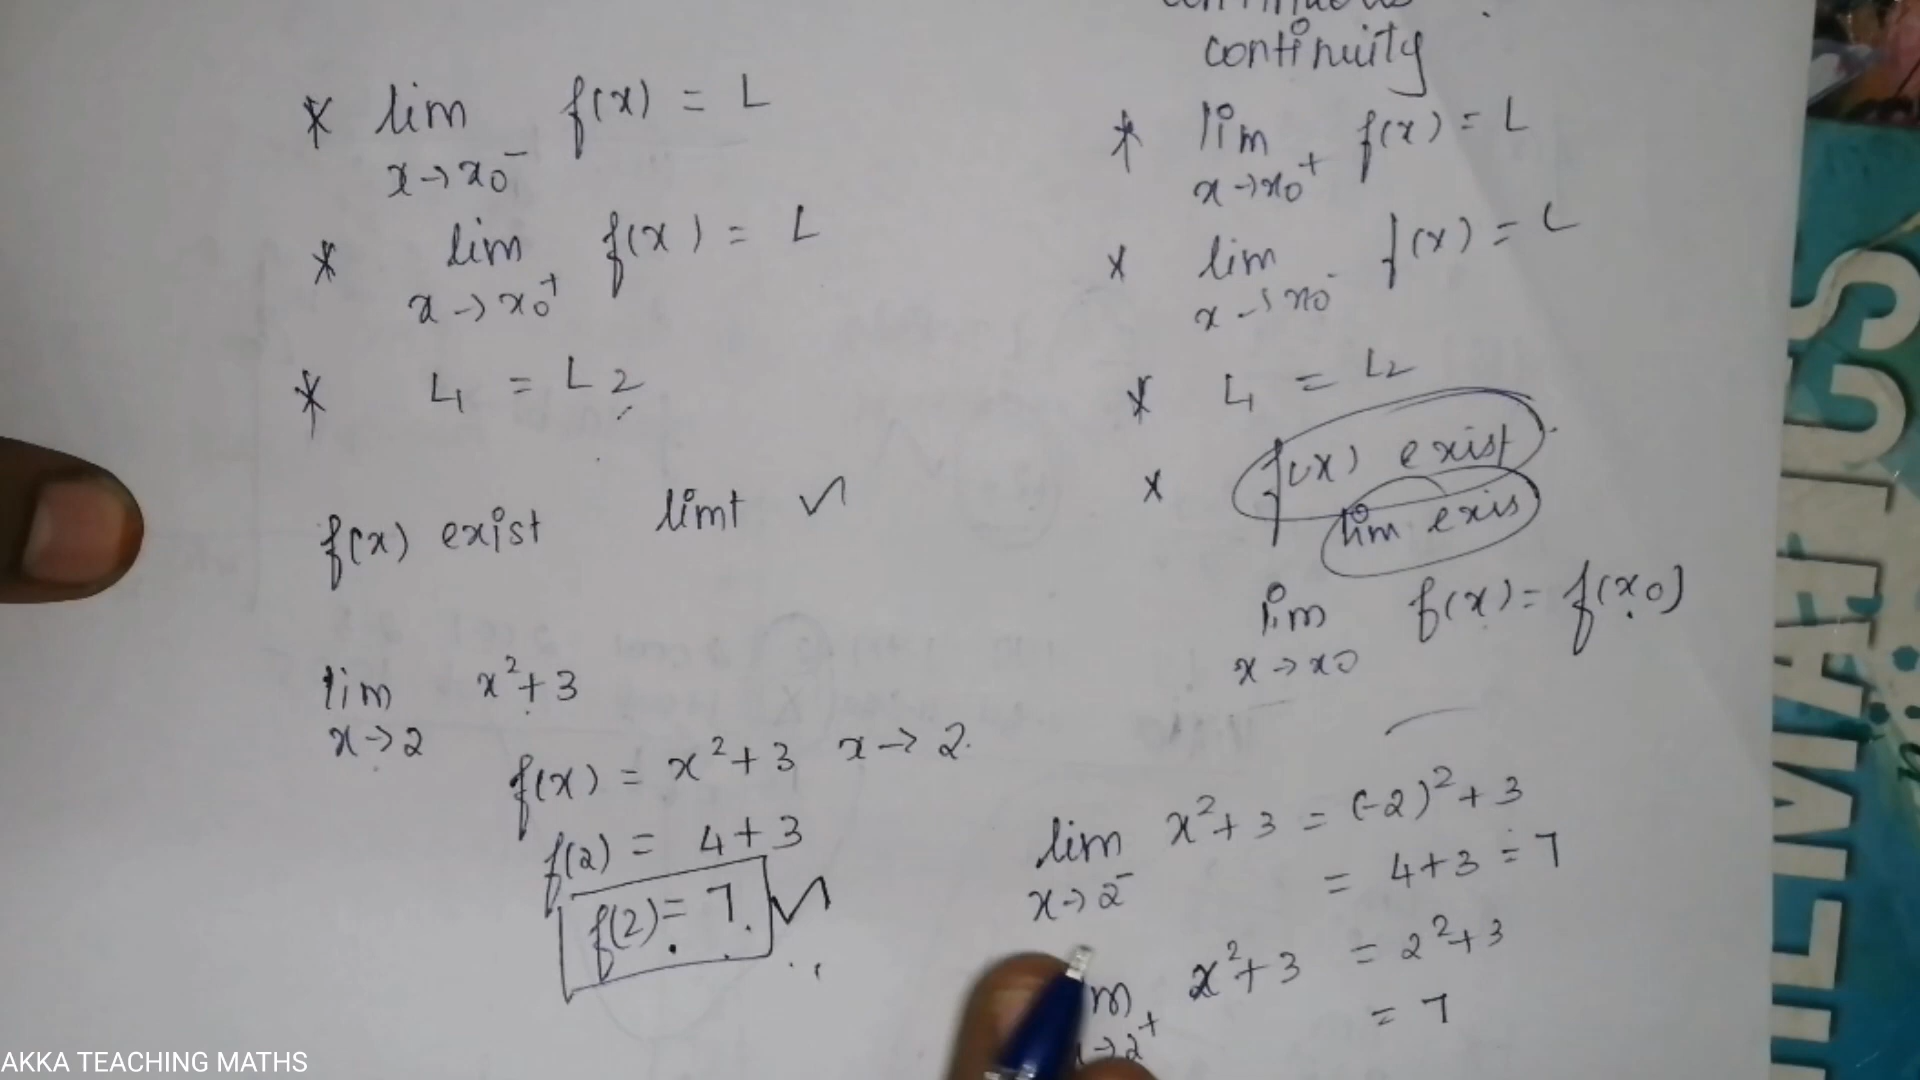 * lim f(x) = L
x→x0⁻
* lim f(x) = L
x→x0⁺
* L1 = L2
f(x) exist limt ✓
lim x²+3
x→2
f(x) = x²+3 x→2.
f(2) = 4+3
f(2) = 7.
continuity
* lim f(x) = L
x→x0⁺
* lim f(x) = L
x→x0⁻
* L1 = L2
* f(x) exist
lim exis
lim f(x) = f(x0)
x→x0
lim x²+3 = (-2)²+3
x→2⁻ = 4+3 = 7
m x²+3 = 2²+3
→2⁺ = 7
AKKA TEACHING MATHS